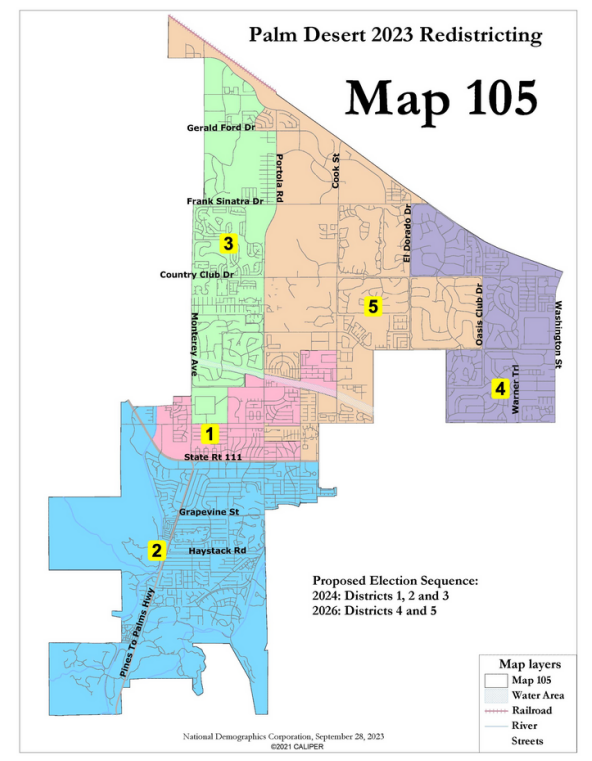 Palm Desert 2023 Redistricting
Map 105
Gerald Ford Dr
Portola Rd
Cook St
Frank Sinatra Dr
El Dorado Dr
3
Country Club Dr
5
Oasis Club Dr
Washington St
Monterey Ave
4
Warner Trl
1
State Rt 111
Grapevine St
2
Haystack Rd
Pines To Palms Hwy
Proposed Election Sequence:
2024: Districts 1, 2 and 3
2026: Districts 4 and 5
Map layers
Map 105
Water Area
Railroad
River
Streets
National Demographics Corporation, September 28, 2023
©2021 CALIPER